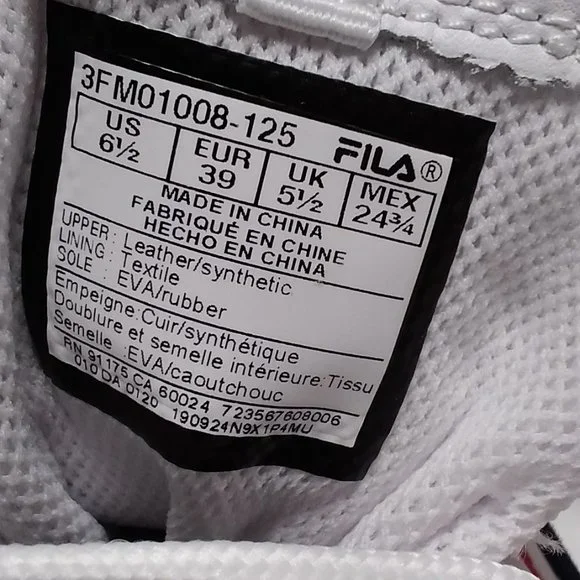 3FM01008-125 FILA®
US EUR UK MEX
6½ 39 5½ 24¾
MADE IN CHINA
FABRIQUÉ EN CHINE
HECHO EN CHINA
UPPER : Leather/synthetic
LINING : Textile
SOLE : EVA/rubber
Empeigne:Cuir/synthétique
Doublure et semelle intérieure:Tissu
Semelle :EVA/caoutchouc
RN 91175 CA 60024 723567608006
010 DA 0120 190924N9X1P4MU